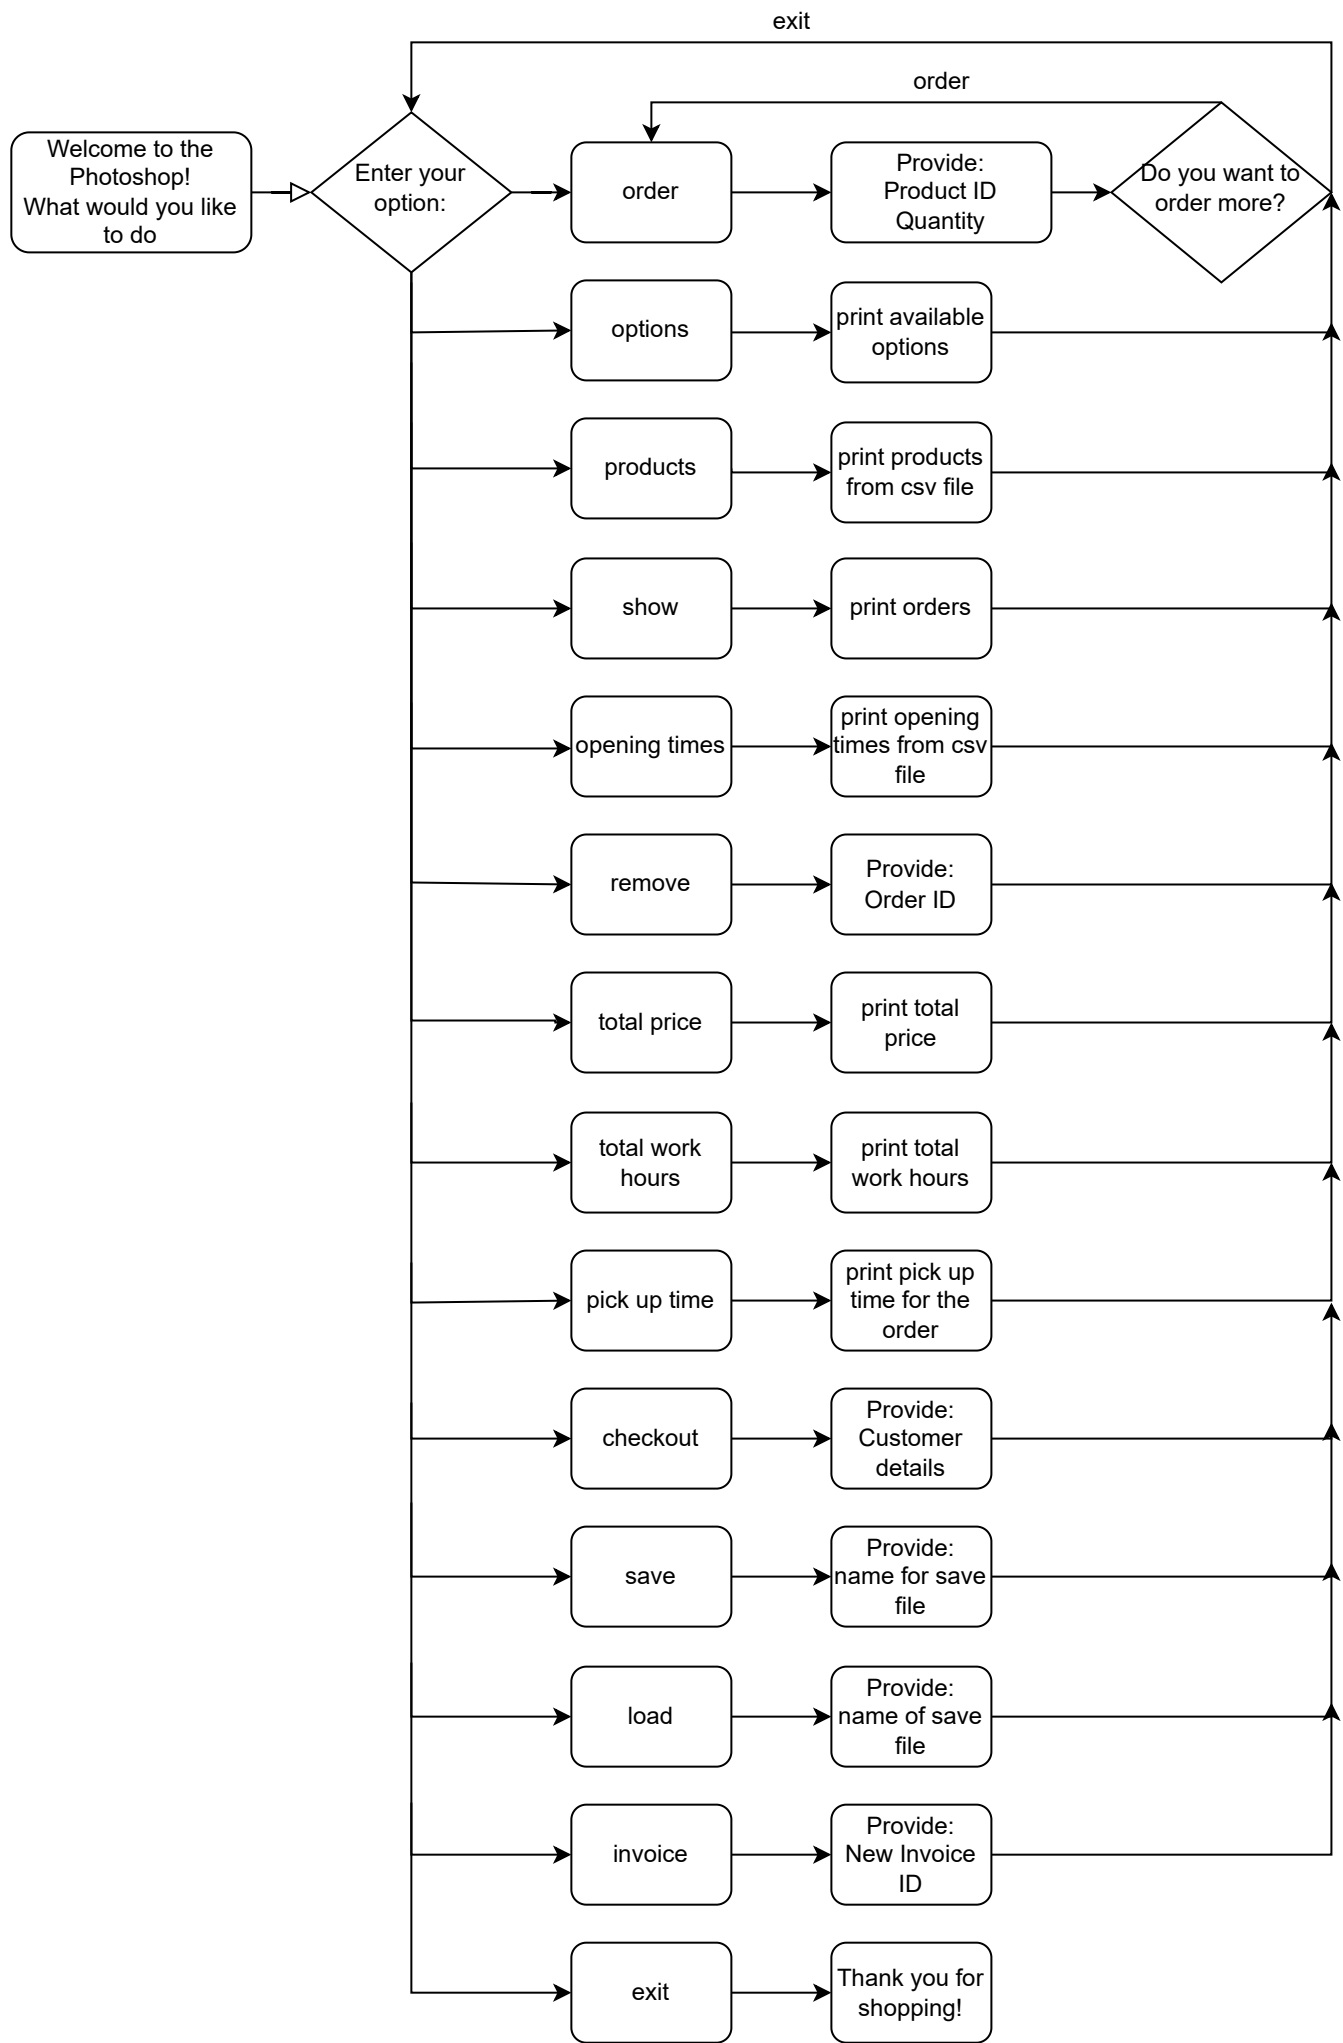 exit
order
Welcome to the
Photoshop!
What would you like
to do
Enter your
option:
order
Provide:
Product ID
Quantity
Do you want to
order more?
options
print available
options
products
print products
from csv file
show
print orders
opening times
print opening
times from csv
file
remove
Provide:
Order ID
total price
print total
price
total work
hours
print total
work hours
pick up time
print pick up
time for the
order
checkout
Provide:
Customer
details
save
Provide:
name for save
file
load
Provide:
name of save
file
invoice
Provide:
New Invoice
ID
exit
Thank you for
shopping!